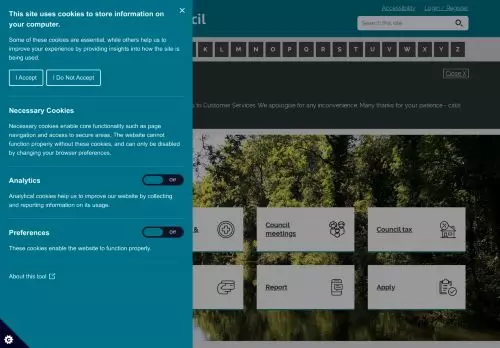 This site uses cookies to store information on
your computer.
Some of these cookies are essential, while others help us to
improve your experience by providing insights into how the site is
being used.
I Accept
I Do Not Accept
Necessary Cookies
Necessary cookies enable core functionality such as page
navigation and access to secure areas. The website cannot
function properly without these cookies, and can only be disabled
by changing your browser preferences.
Analytics
Off
Analytical cookies help us to improve our website by collecting
and reporting information on its usage.
Preferences
Off
These cookies enable the website to function properly.
About this tool
cil
Accessibility
Login / Register
Search this site
K L M N O P Q R S T U V W X Y Z
Close X
to Customer Services. We apologise for any inconvenience. Many thanks for your patience - calls
&
Council
meetings
Council tax
Report
Apply